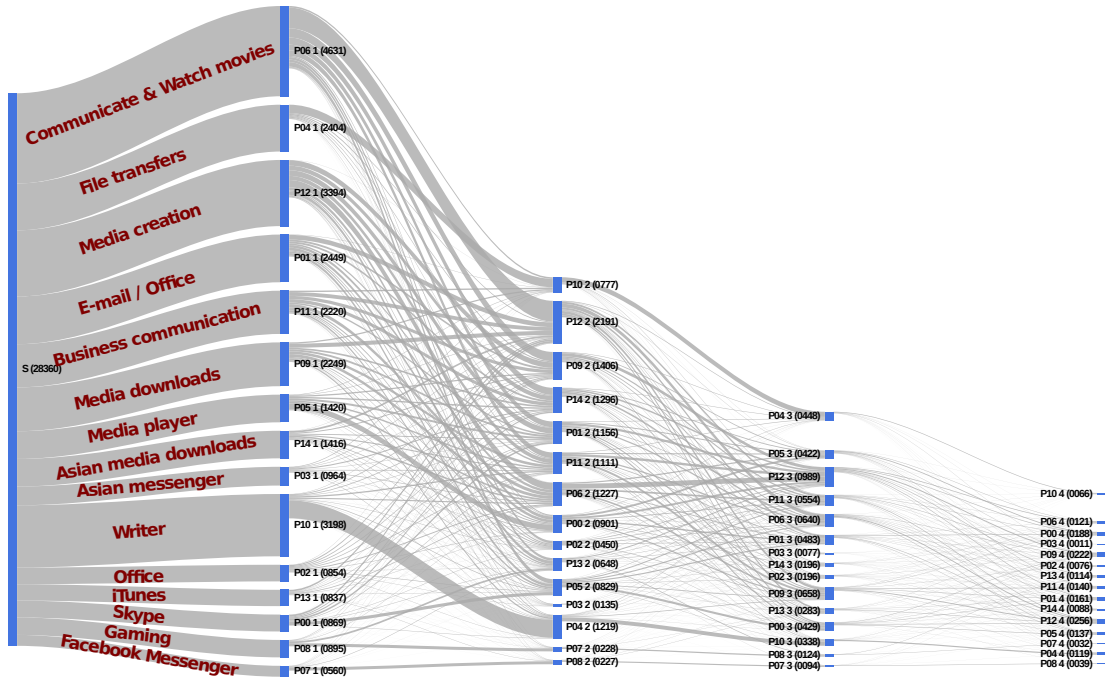 S (28360)
Communicate & Watch movies
File transfers
Media creation
E-mail / Office
Business communication
Media downloads
Media player
Asian media downloads
Asian messenger
Writer
Office
iTunes
Skype
Gaming
Facebook Messenger
P06 1 (4631)
P04 1 (2404)
P12 1 (3394)
P01 1 (2449)
P11 1 (2220)
P09 1 (2249)
P05 1 (1420)
P14 1 (1416)
P03 1 (0964)
P10 1 (3198)
P02 1 (0854)
P13 1 (0837)
P00 1 (0869)
P08 1 (0895)
P07 1 (0560)
P10 2 (0777)
P12 2 (2191)
P09 2 (1406)
P14 2 (1296)
P01 2 (1156)
P11 2 (1111)
P06 2 (1227)
P00 2 (0901)
P02 2 (0450)
P13 2 (0648)
P05 2 (0829)
P03 2 (0135)
P04 2 (1219)
P07 2 (0228)
P08 2 (0227)
P04 3 (0448)
P05 3 (0422)
P12 3 (0989)
P11 3 (0554)
P06 3 (0640)
P01 3 (0483)
P03 3 (0077)
P14 3 (0196)
P02 3 (0196)
P09 3 (0658)
P13 3 (0283)
P00 3 (0429)
P10 3 (0338)
P08 3 (0124)
P07 3 (0094)
P10 4 (0066)
P06 4 (0121)
P00 4 (0188)
P03 4 (0011)
P09 4 (0222)
P02 4 (0076)
P13 4 (0114)
P11 4 (0140)
P01 4 (0161)
P14 4 (0088)
P12 4 (0256)
P05 4 (0137)
P07 4 (0032)
P04 4 (0119)
P08 4 (0039)